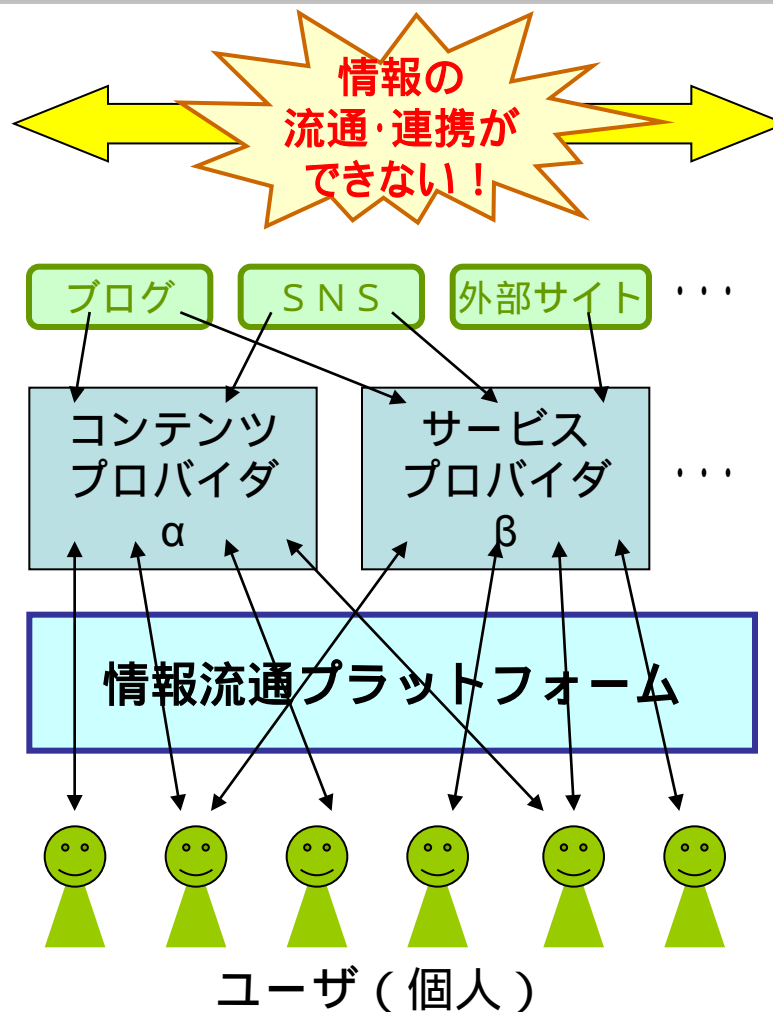 情報の
流通･連携が
できない！
ブログ
ＳＮＳ
外部サイト
･･･
コンテンツ
プロバイダ
α
サービス
プロバイダ
β
･･･
情報流通プラットフォーム
ユーザ（個人）